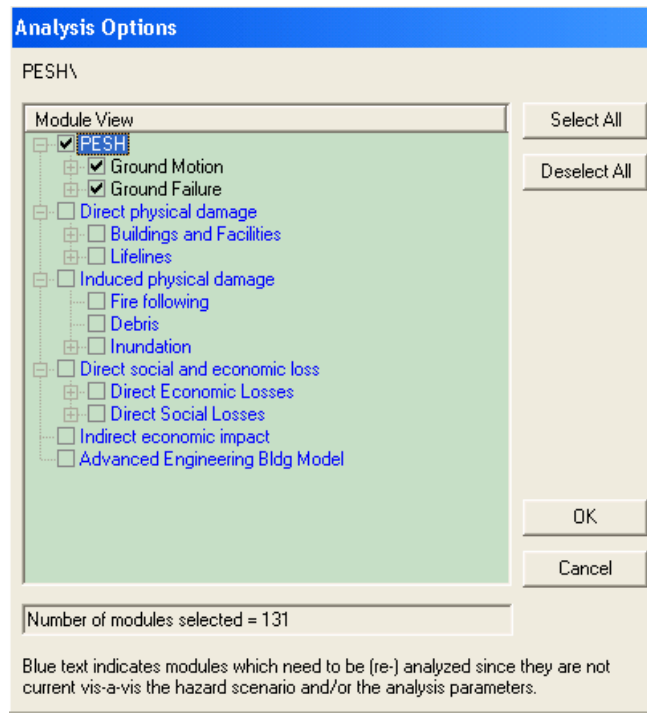 Analysis Options
PESH\
Module View
Select All
PESH
Ground Motion
Deselect All
Ground Failure
Direct physical damage
Buildings and Facilities
Lifelines
Induced physical damage
Fire following
Debris
Inundation
Direct social and economic loss
Direct Economic Losses
Direct Social Losses
Indirect economic impact
Advanced Engineering Bldg Model
OK
Cancel
Number of modules selected = 131
Blue text indicates modules which need to be (re-) analyzed since they are not
current vis-a-vis the hazard scenario and/or the analysis parameters.